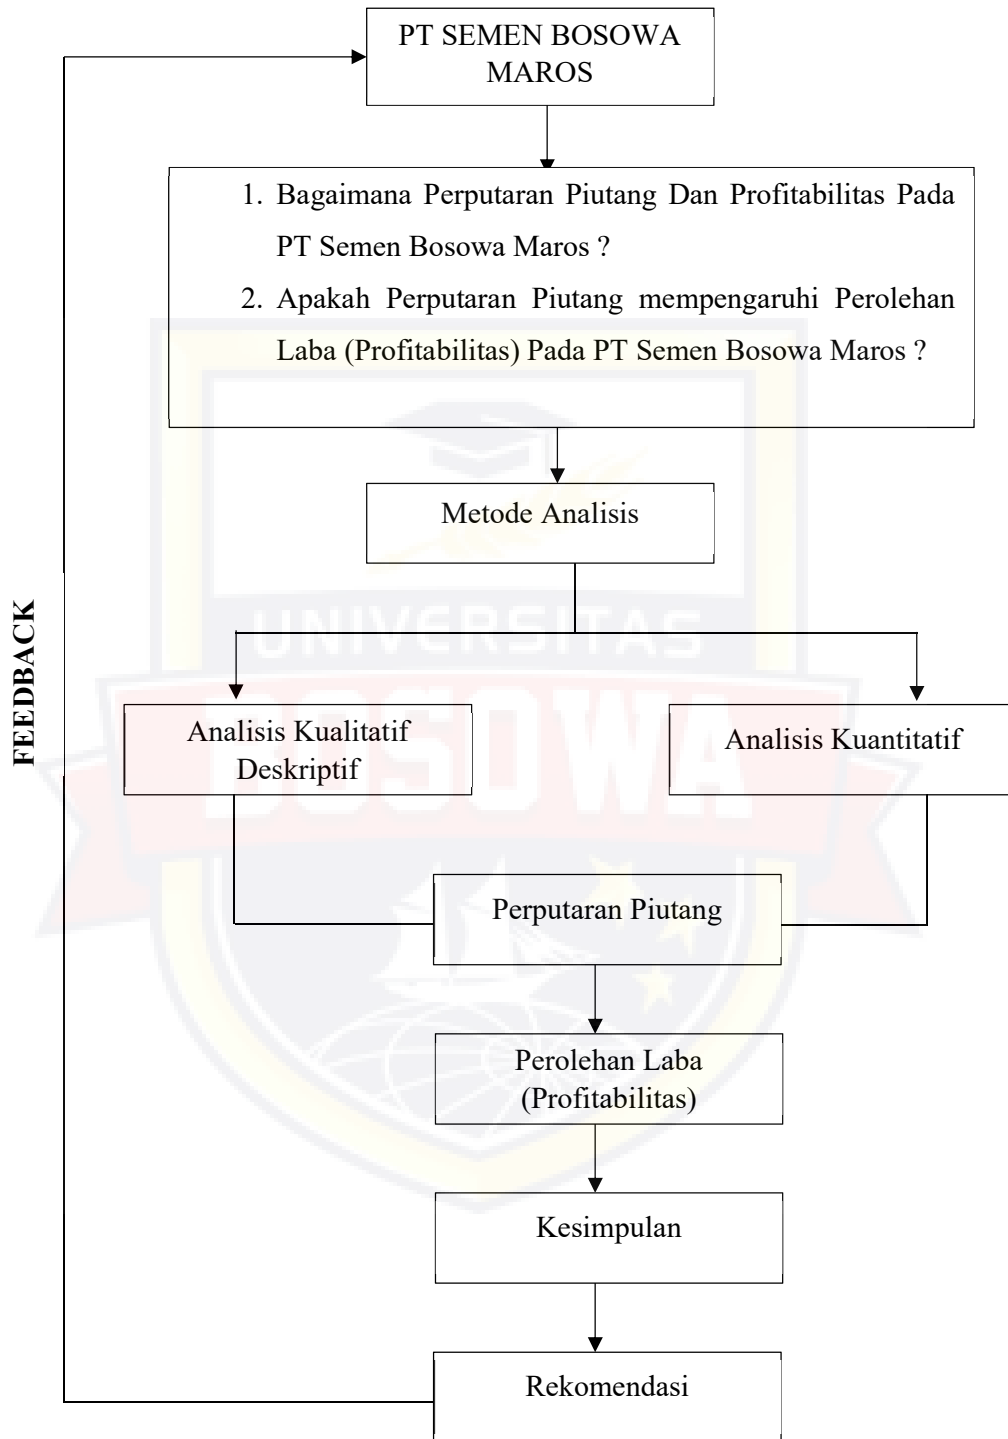 PT SEMEN BOSOWA
MAROS
1. Bagaimana Perputaran Piutang Dan Profitabilitas Pada
PT Semen Bosowa Maros ?
2. Apakah Perputaran Piutang mempengaruhi Perolehan
Laba (Profitabilitas) Pada PT Semen Bosowa Maros ?
Metode Analisis
FEEDBACK
UNIVERSITAS
BOSOWA
Analisis Kualitatif
Deskriptif
Analisis Kuantitatif
Perputaran Piutang
Perolehan Laba
(Profitabilitas)
Kesimpulan
Rekomendasi